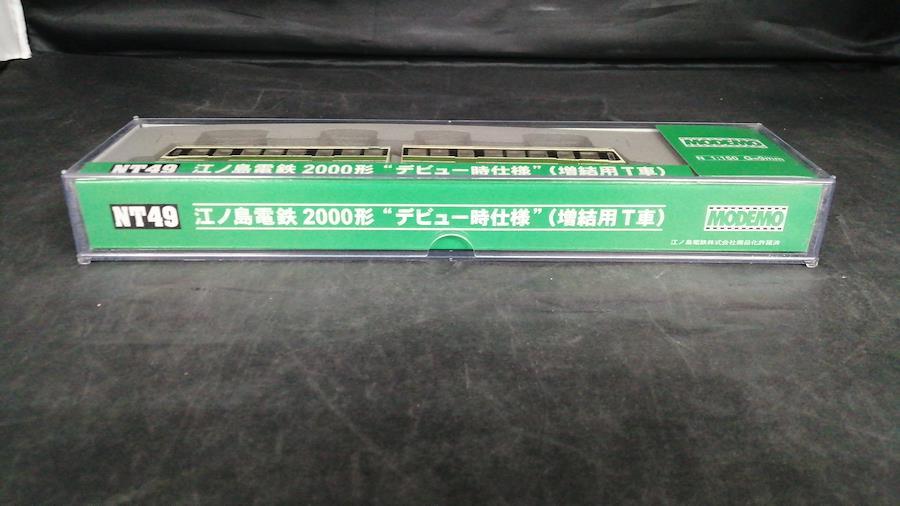 MODEMO
N 1:150 G=9mm
NT49 江ノ島電鉄 2000形 “デビュー時仕様” (増結用T車)
NT49 江ノ島電鉄 2000形 “デビュー時仕様” (増結用T車)
MODEMO
江ノ島電鉄株式会社商品化許諾済